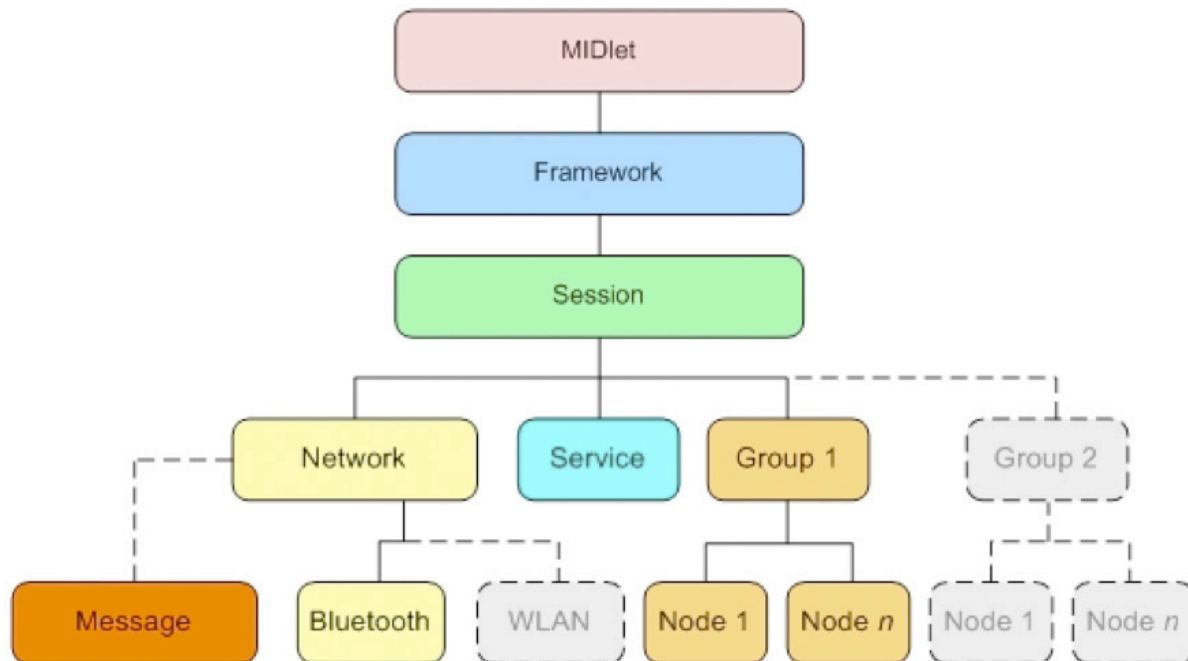 MIDlet
Framework
Session
Network
Service
Group 1
Group 2
Message
Bluetooth
WLAN
Node 1
Node n
Node 1
Node n